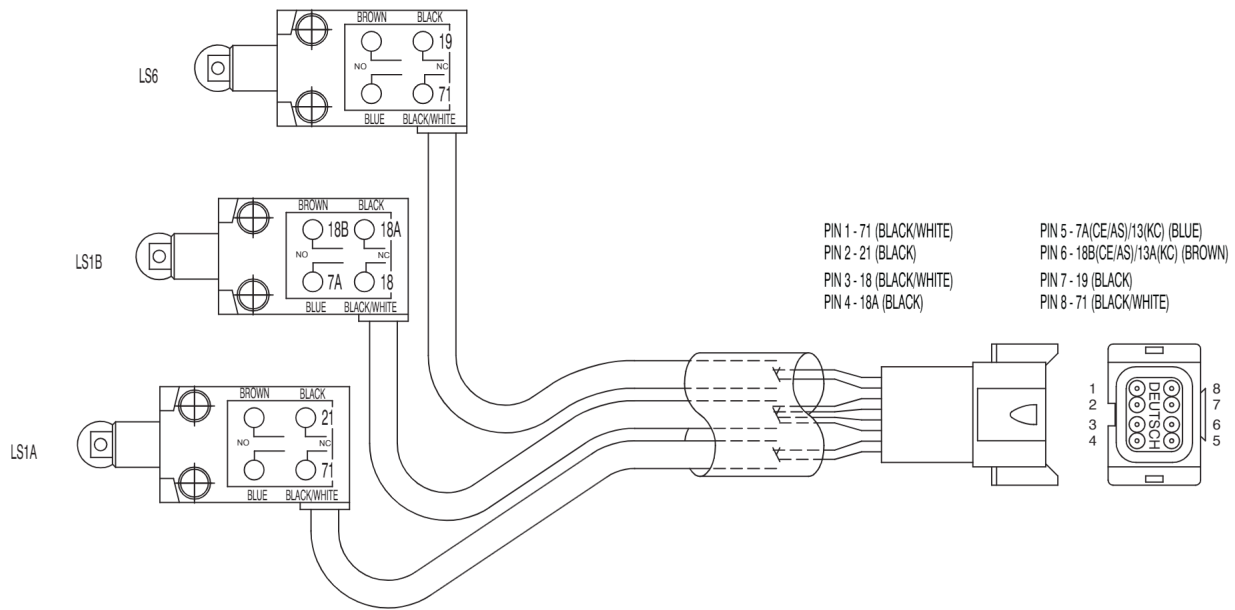 LS6
BROWN BLACK
19
NO NC
71
BLUE BLACK/WHITE
LS1B
BROWN BLACK
18B 18A
NO NC
7A 18
BLUE BLACK/WHITE
LS1A
BROWN BLACK
21
NO NC
71
BLUE BLACK/WHITE
PIN 1 - 71 (BLACK/WHITE)
PIN 2 - 21 (BLACK)
PIN 3 - 18 (BLACK/WHITE)
PIN 4 - 18A (BLACK)
PIN 5 - 7A(CE/AS)/13(KC) (BLUE)
PIN 6 - 18B(CE/AS)/13A(KC) (BROWN)
PIN 7 - 19 (BLACK)
PIN 8 - 71 (BLACK/WHITE)
1 8
2 7
3 6
4 5
DEUTSCH